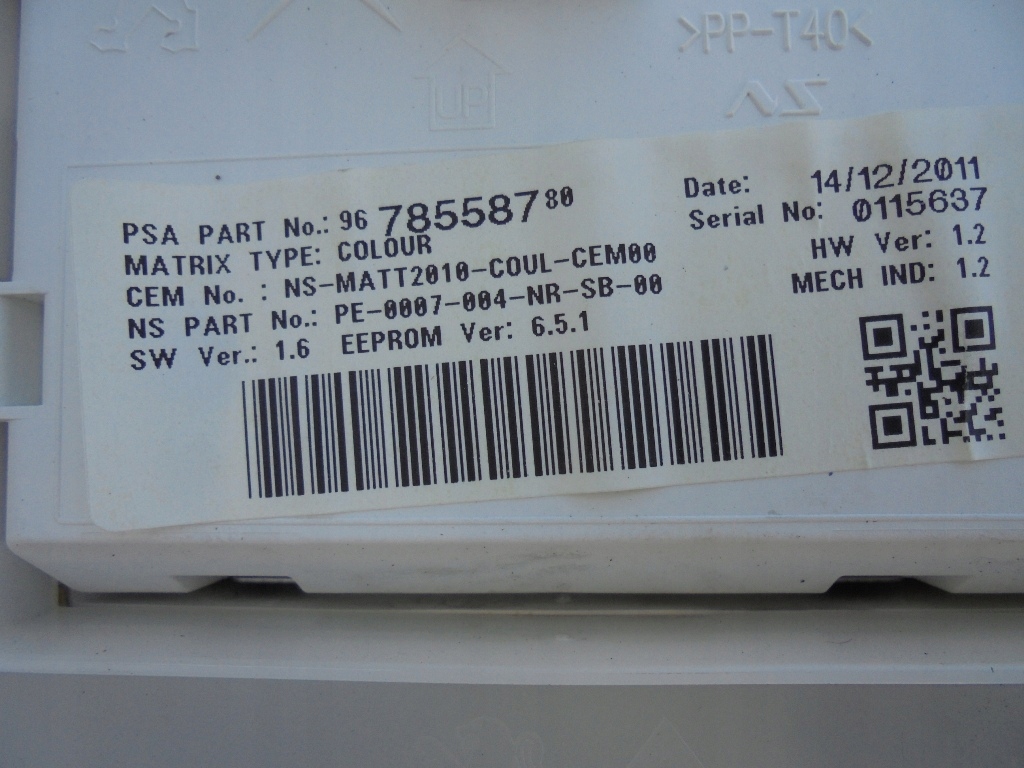 >PP-T40<
UP
PSA PART No.: 96 785587 80
MATRIX TYPE: COLOUR
CEM No. : NS-MATT2010-COUL-CEM00
NS PART No.: PE-0007-004-NR-SB-00
SW Ver.: 1.6 EEPROM Ver: 6.5.1
Date: 14/12/2011
Serial No: 0115637
HW Ver: 1.2
MECH IND: 1.2